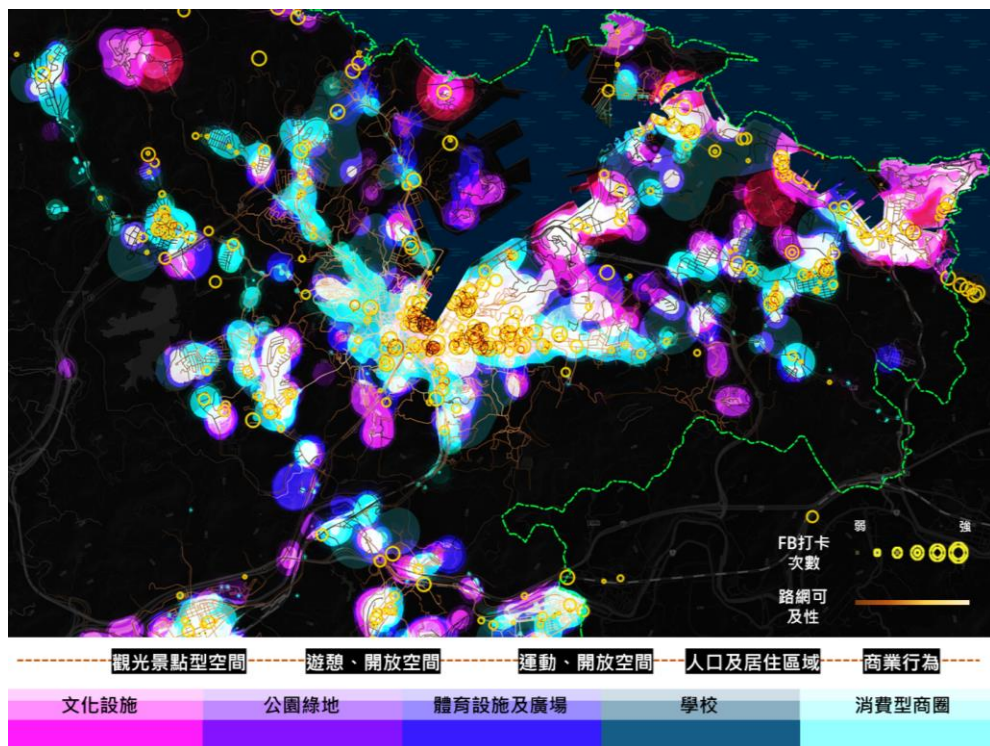 弱
強
FB打卡
次數
路網可
及性
觀光景點型空間
遊憩、開放空間
運動、開放空間
人口及居住區域
商業行為
文化設施
公園綠地
體育設施及廣場
學校
消費型商圈